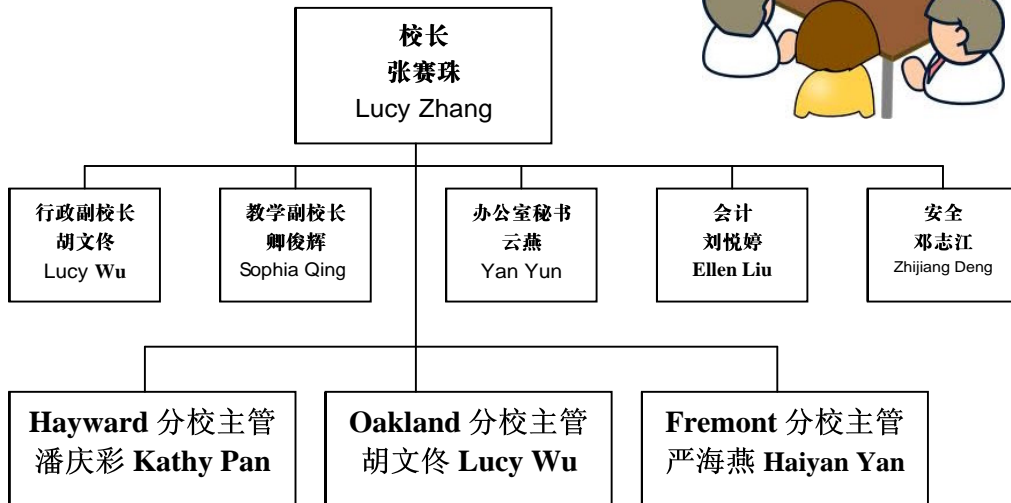 校长
张赛珠
Lucy Zhang
行政副校长
胡文佟
Lucy Wu
教学副校长
卿俊辉
Sophia Qing
办公室秘书
云燕
Yan Yun
会计
刘悦婷
Ellen Liu
安全
邓志江
Zhijiang Deng
Hayward 分校主管
潘庆彩 Kathy Pan
Oakland 分校主管
胡文佟 Lucy Wu
Fremont 分校主管
严海燕 Haiyan Yan